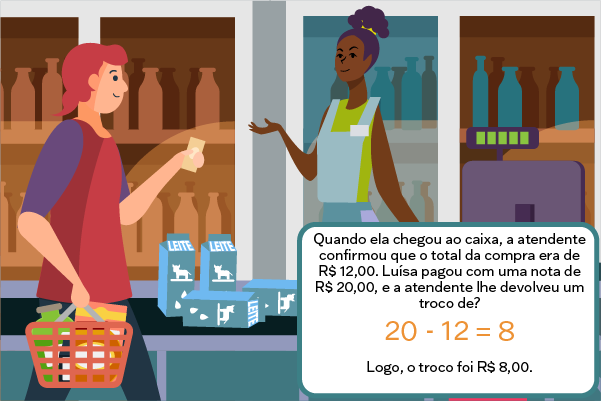 LEITE
LEITE
Quando ela chegou ao caixa, a atendente
confirmou que o total da compra era de
R$ 12,00. Luísa pagou com uma nota de
R$ 20,00, e a atendente lhe devolveu um
troco de?
20 - 12 = 8
Logo, o troco foi R$ 8,00.